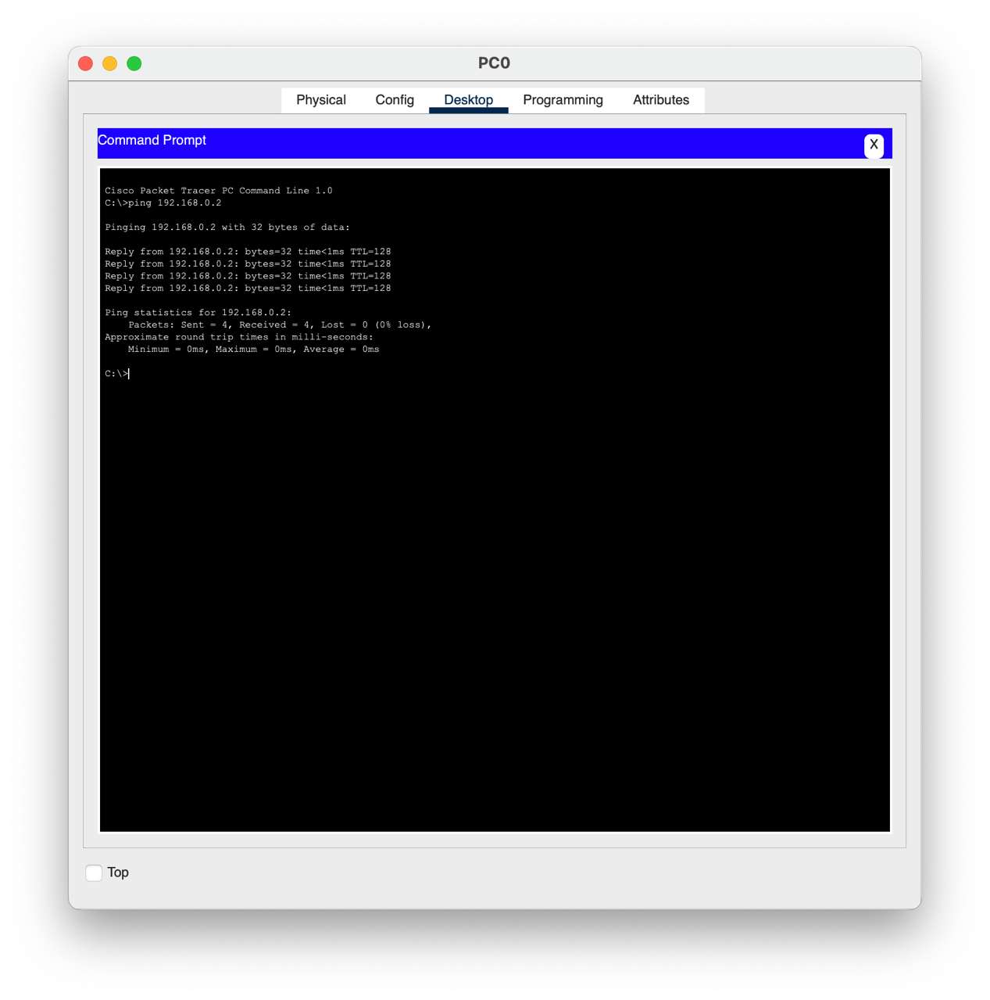 PC0
Physical Config Desktop Programming Attributes
Command Prompt
X
Cisco Packet Tracer PC Command Line 1.0
C:\>ping 192.168.0.2
Pinging 192.168.0.2 with 32 bytes of data:
Reply from 192.168.0.2: bytes=32 time<1ms TTL=128
Reply from 192.168.0.2: bytes=32 time<1ms TTL=128
Reply from 192.168.0.2: bytes=32 time<1ms TTL=128
Reply from 192.168.0.2: bytes=32 time<1ms TTL=128
Ping statistics for 192.168.0.2:
Packets: Sent = 4, Received = 4, Lost = 0 (0% loss),
Approximate round trip times in milli-seconds:
Minimum = 0ms, Maximum = 0ms, Average = 0ms
C:\>
Top